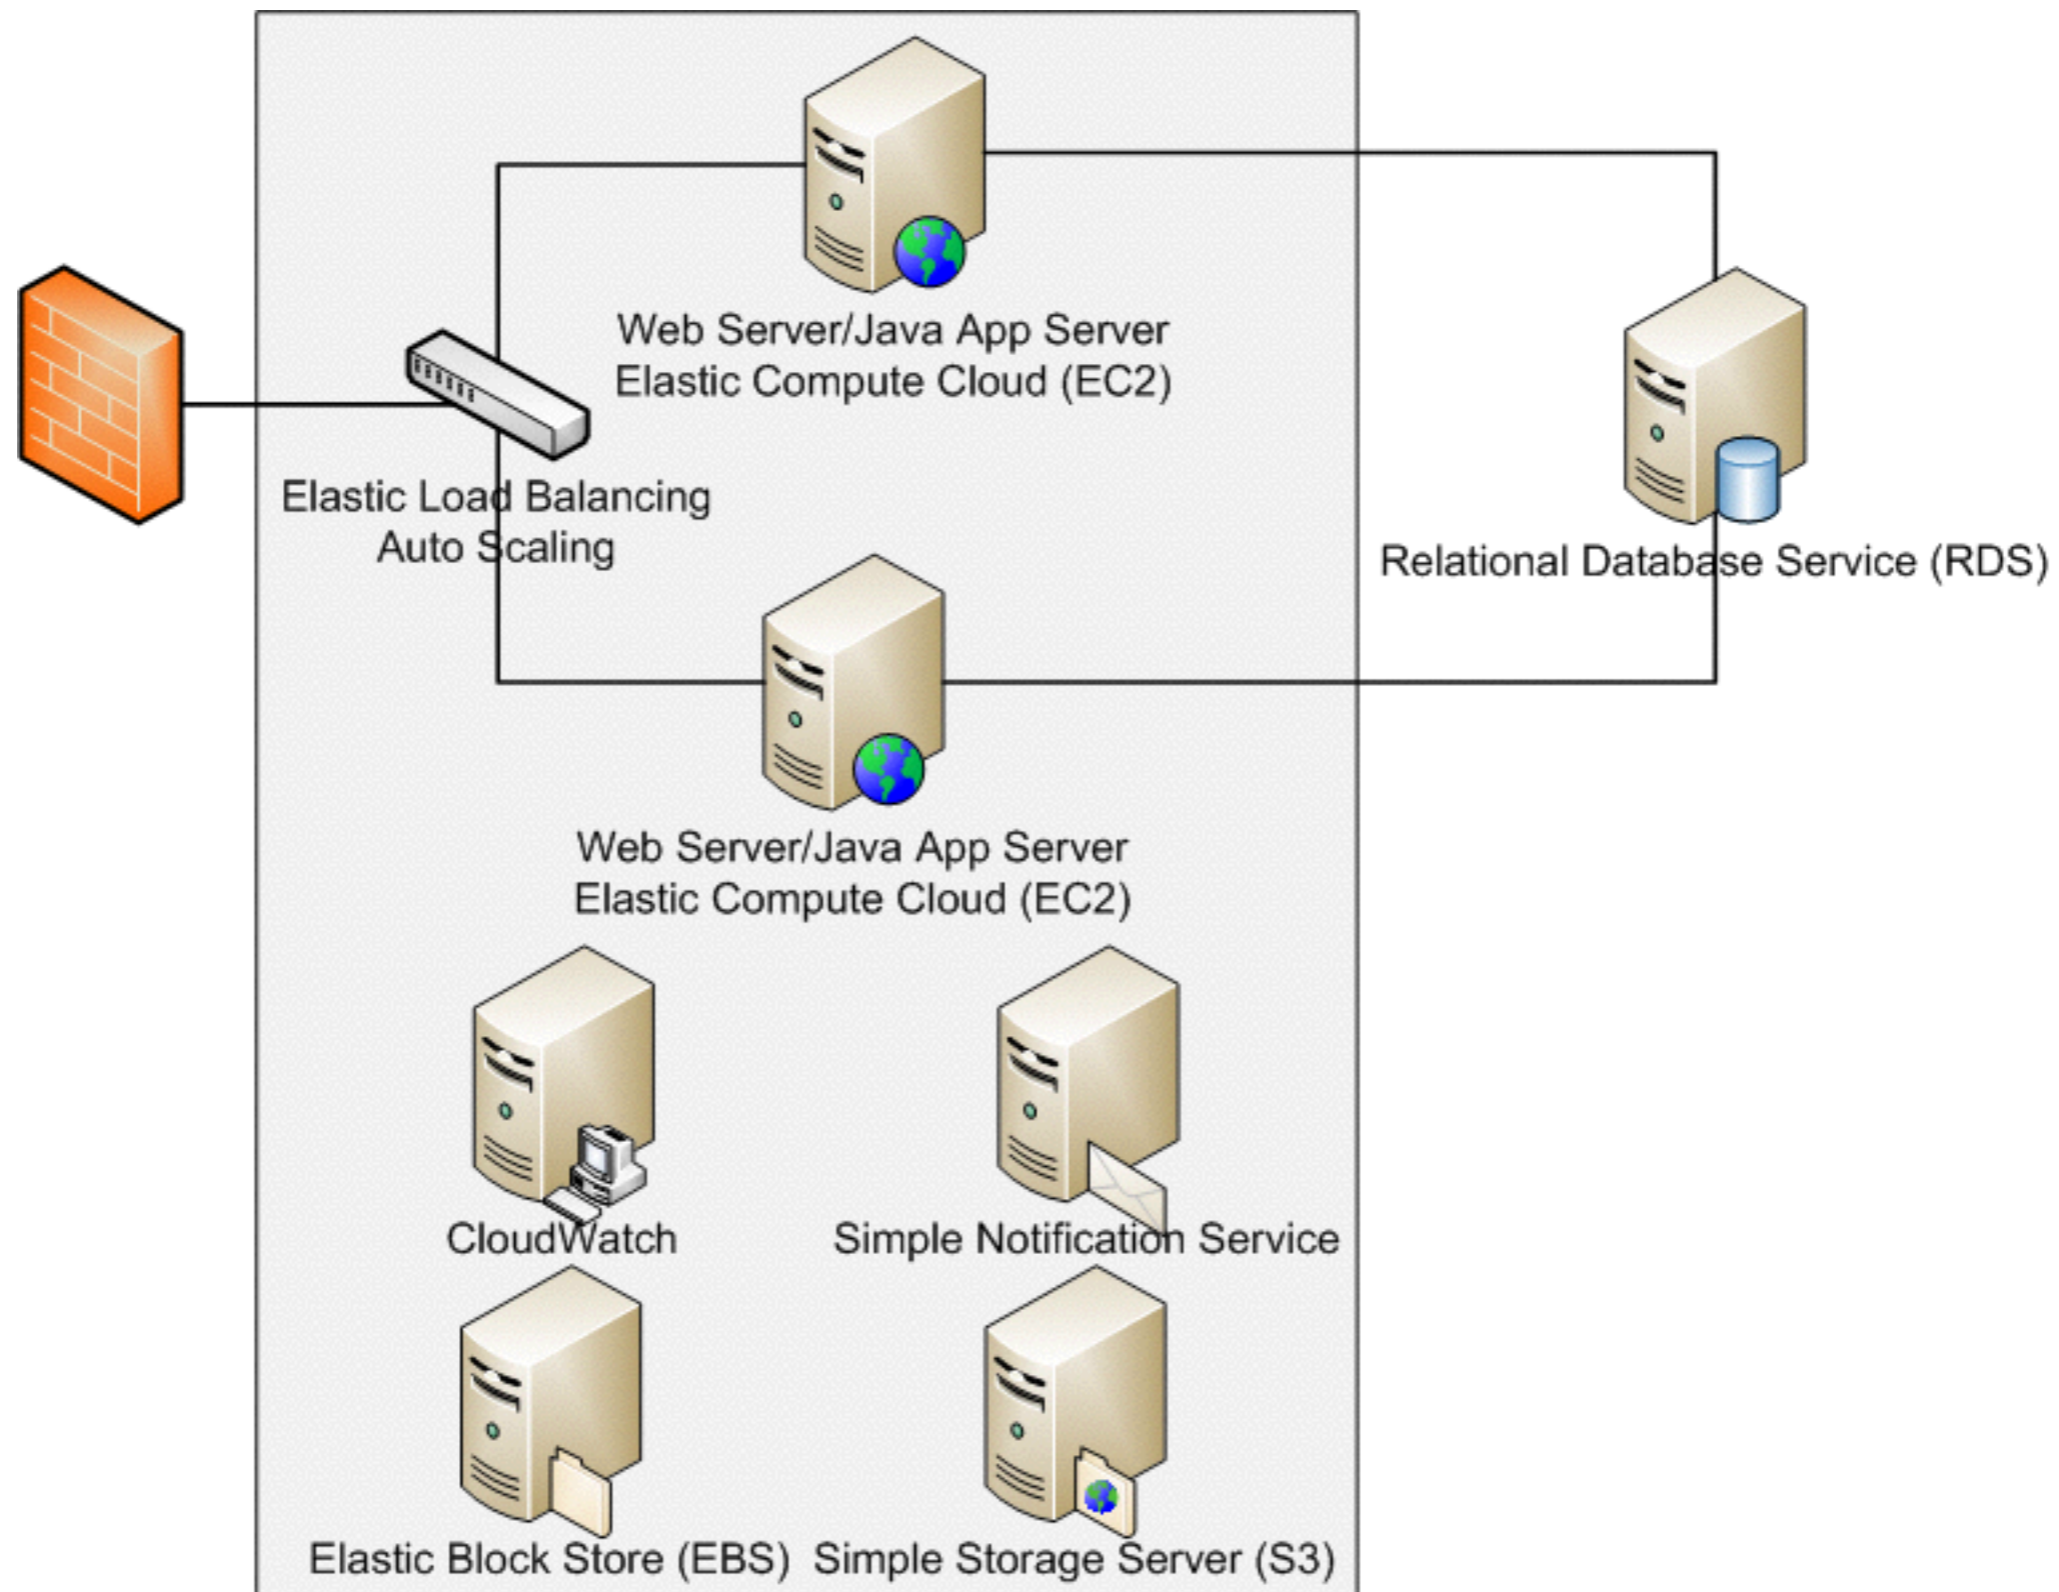 Web Server/Java App Server
Elastic Compute Cloud (EC2)
Elastic Load Balancing
Auto Scaling
Relational Database Service (RDS)
Web Server/Java App Server
Elastic Compute Cloud (EC2)
CloudWatch
Simple Notification Service
Elastic Block Store (EBS)
Simple Storage Server (S3)